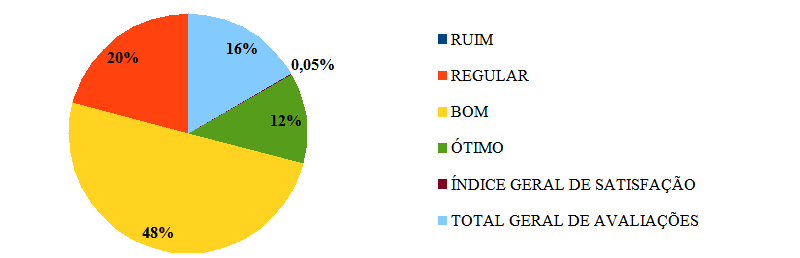 16%
0,05%
12%
48%
20%
RUIM
REGULAR
BOM
ÓTIMO
ÍNDICE GERAL DE SATISFAÇÃO
TOTAL GERAL DE AVALIAÇÕES